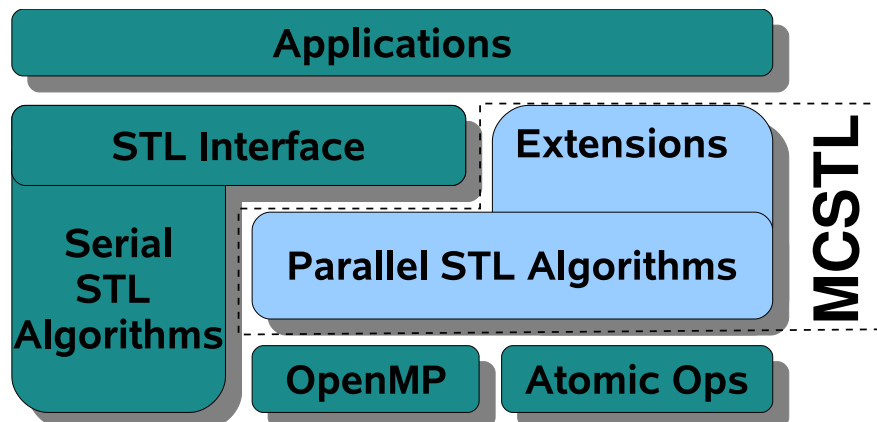 Applications
STL Interface
Extensions
MCSTL
Serial
STL
Algorithms
Parallel STL Algorithms
OpenMP
Atomic Ops